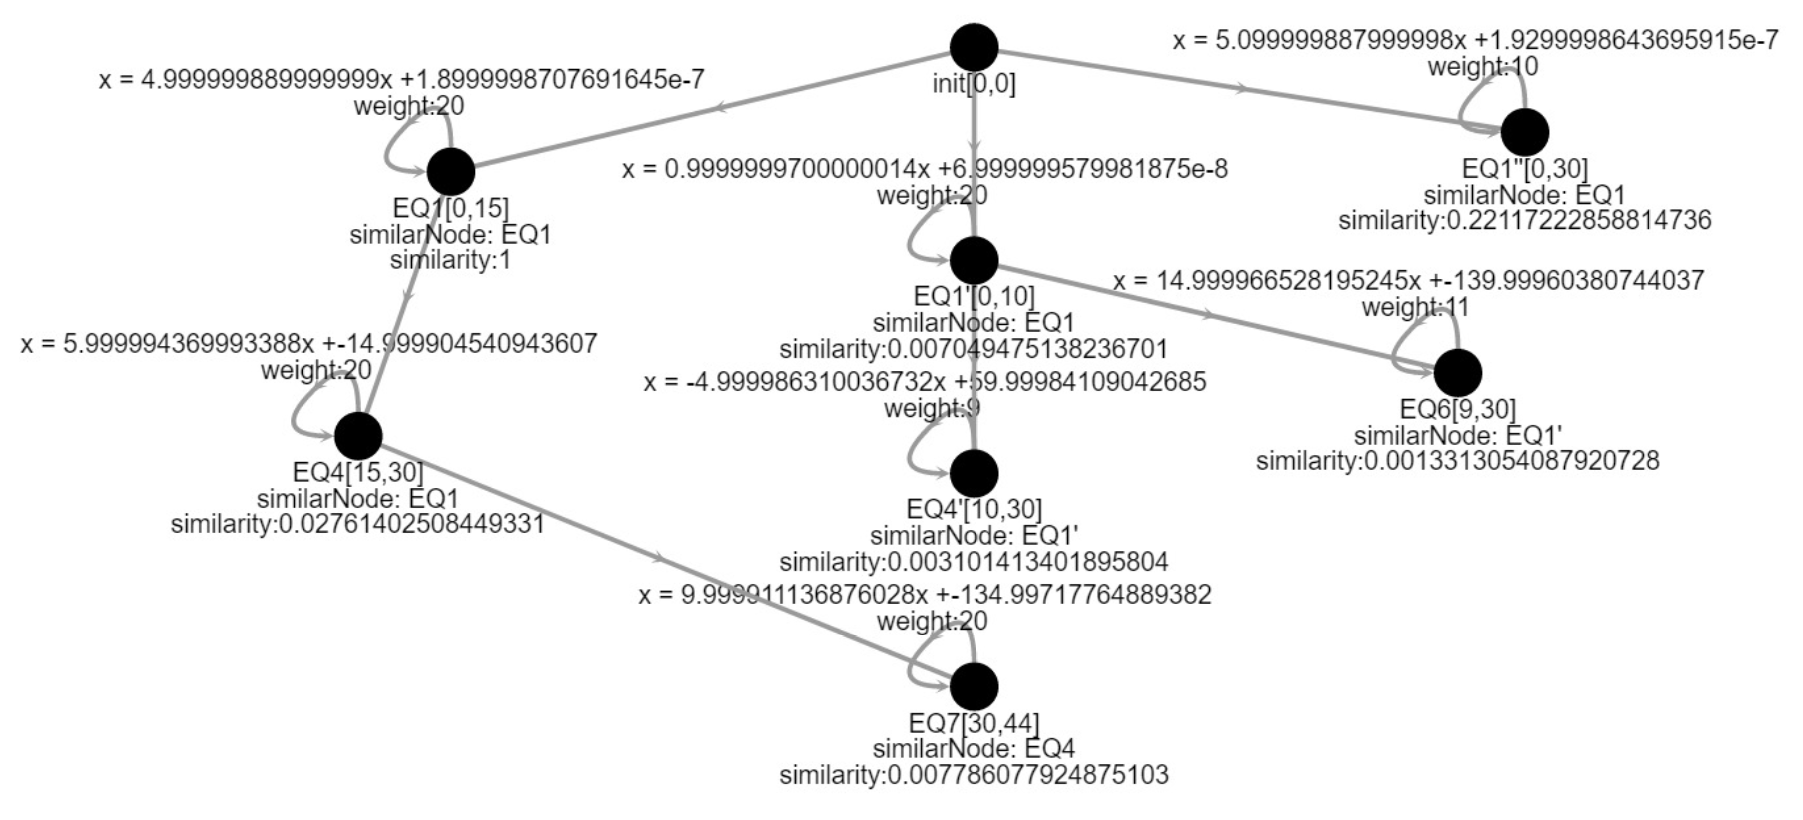 init[0,0]
x = 5.099999887999998x +1.9299998643695915e-7
weight:10
EQ1"[0,30]
similarNode: EQ1
similarity:0.22117222858814736
x = 4.999999889999999x +1.8999998707691645e-7
weight:20
EQ1[0,15]
similarNode: EQ1
similarity:1
x = 0.9999999700000014x +6.999999579981875e-8
weight:20
EQ1'[0,10]
similarNode: EQ1
similarity:0.007049475138236701
x = 14.999966528195245x +-139.99960380744037
weight:11
EQ6[9,30]
similarNode: EQ1'
similarity:0.0013313054087920728
x = 5.999994369993388x +-14.999904540943607
weight:20
EQ4[15,30]
similarNode: EQ1
similarity:0.02761402508449331
x = -4.999986310036732x +59.99984109042685
weight:9
EQ4'[10,30]
similarNode: EQ1'
similarity:0.003101413401895804
x = 9.999911136876028x +-134.99717764889382
weight:20
EQ7[30,44]
similarNode: EQ4
similarity:0.007786077924875103